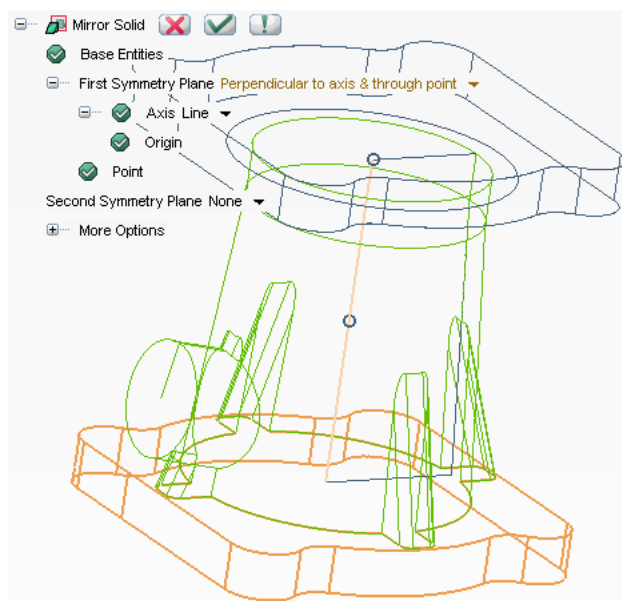 Mirror Solid
Base Entities
First Symmetry Plane Perpendicular to axis & through point
Axis Line
Origin
Point
Second Symmetry Plane None
More Options